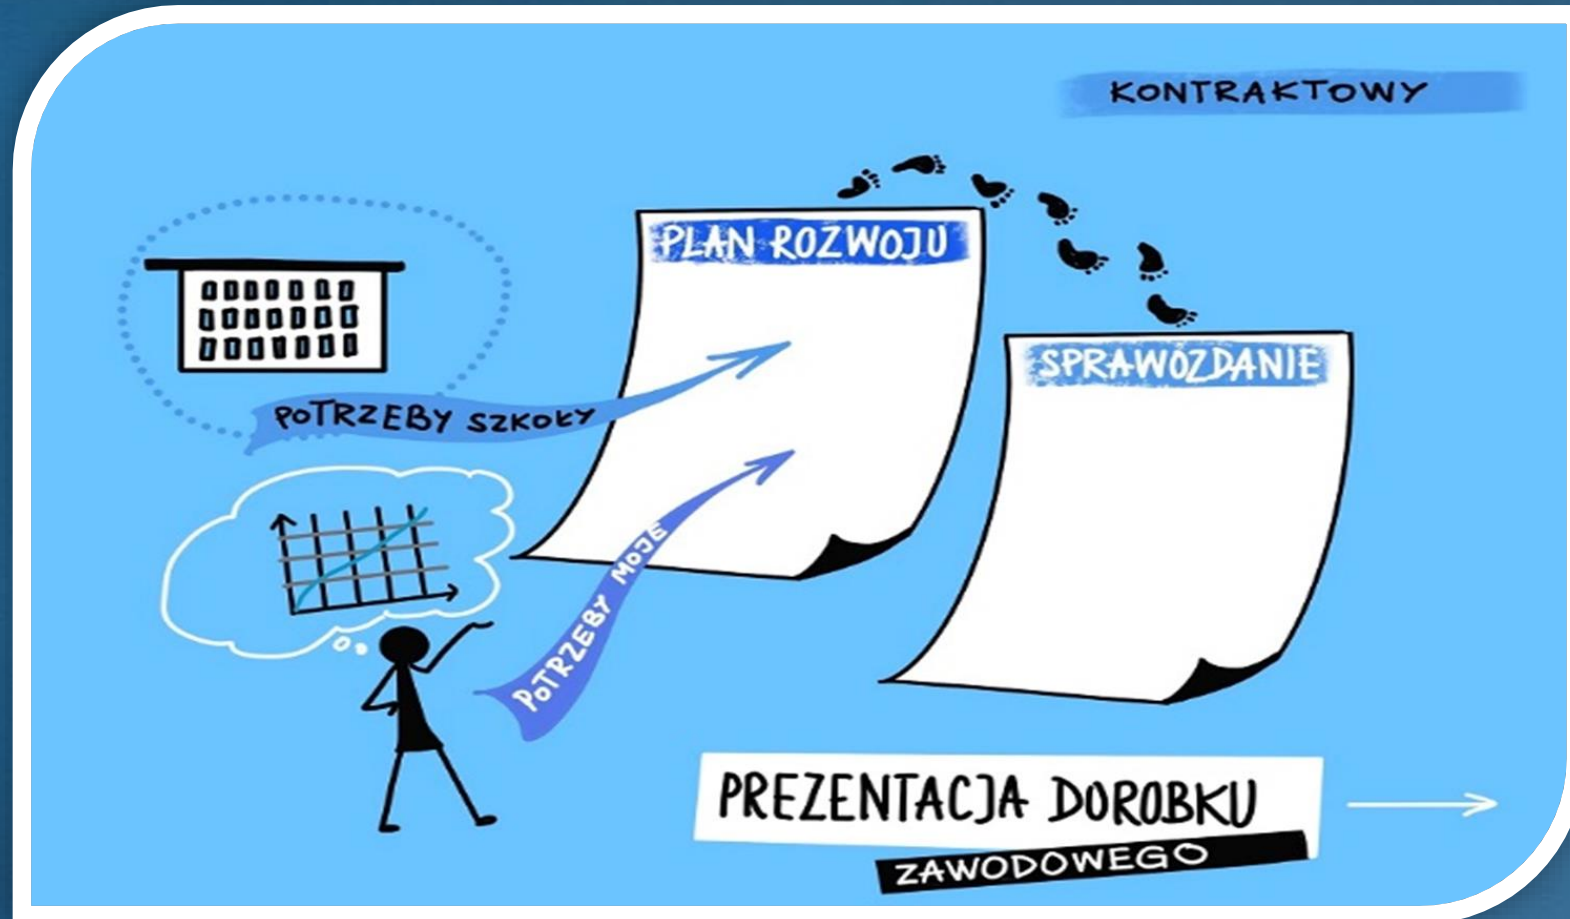 KONTRAKTOWY
PLAN ROZWOJU
SPRAWOZDANIE
POTRZEBY SZKOŁY
POTRZEBY MOJE
PREZENTACJA DOROBKU
ZAWODOWEGO